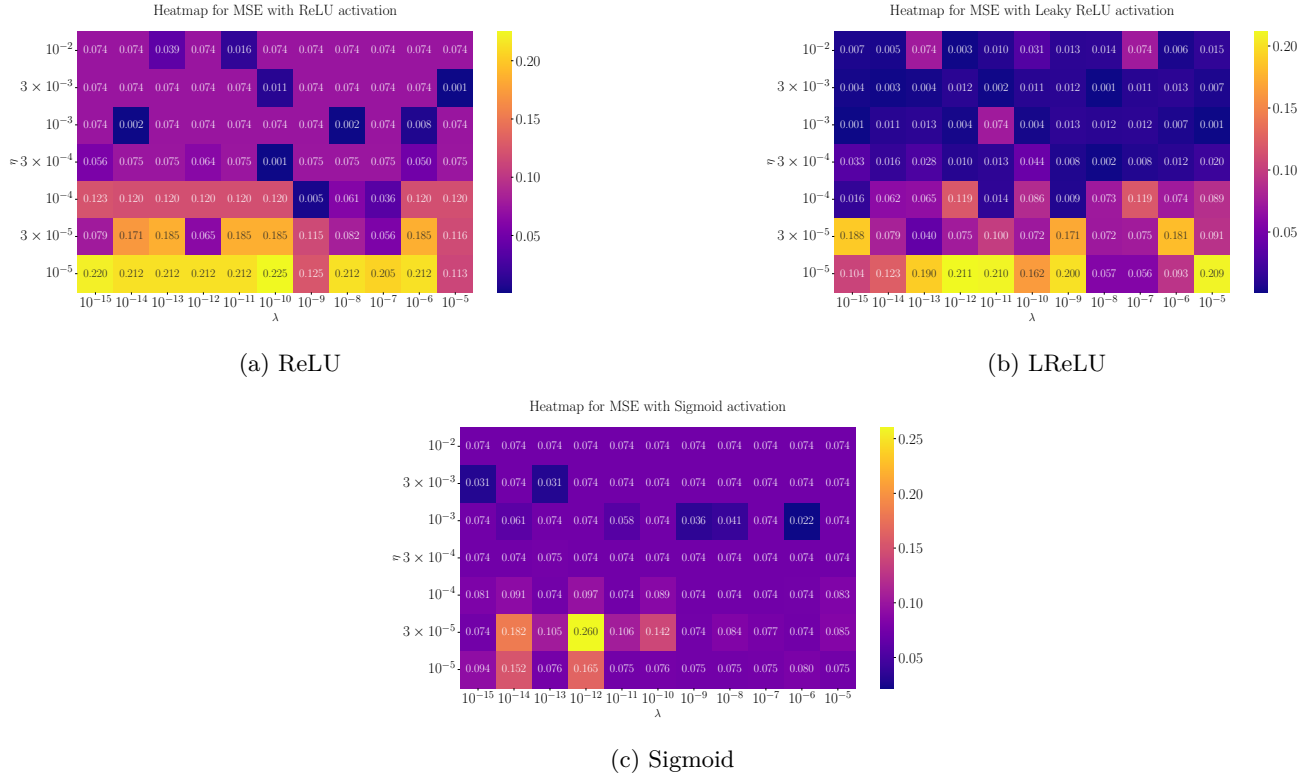 Heatmap for MSE with ReLU activation
10⁻² 0.074 0.074 0.039 0.074 0.016 0.074 0.074 0.074 0.074 0.074 0.074
3 × 10⁻³ 0.074 0.074 0.074 0.074 0.074 0.011 0.074 0.074 0.074 0.074 0.001
10⁻³ 0.074 0.002 0.074 0.074 0.074 0.074 0.074 0.002 0.074 0.008 0.074
η 3 × 10⁻⁴ 0.056 0.075 0.075 0.064 0.075 0.001 0.075 0.075 0.075 0.050 0.075
10⁻⁴ 0.123 0.120 0.120 0.120 0.120 0.120 0.005 0.061 0.036 0.120 0.120
3 × 10⁻⁵ 0.079 0.171 0.185 0.065 0.185 0.185 0.115 0.082 0.056 0.185 0.116
10⁻⁵ 0.220 0.212 0.212 0.212 0.212 0.225 0.125 0.212 0.205 0.212 0.113
10⁻¹⁵ 10⁻¹⁴ 10⁻¹³ 10⁻¹² 10⁻¹¹ 10⁻¹⁰ 10⁻⁹ 10⁻⁸ 10⁻⁷ 10⁻⁶ 10⁻⁵
λ
0.20
0.15
0.10
0.05
(a) ReLU
Heatmap for MSE with Leaky ReLU activation
10⁻² 0.007 0.005 0.074 0.003 0.010 0.031 0.013 0.014 0.074 0.006 0.015
3 × 10⁻³ 0.004 0.003 0.004 0.012 0.002 0.011 0.012 0.001 0.011 0.013 0.007
10⁻³ 0.001 0.011 0.013 0.004 0.074 0.004 0.013 0.012 0.012 0.007 0.001
η 3 × 10⁻⁴ 0.033 0.016 0.028 0.010 0.013 0.044 0.008 0.002 0.008 0.012 0.020
10⁻⁴ 0.016 0.062 0.065 0.119 0.014 0.086 0.009 0.073 0.119 0.074 0.089
3 × 10⁻⁵ 0.188 0.079 0.040 0.075 0.100 0.072 0.171 0.072 0.075 0.181 0.091
10⁻⁵ 0.104 0.123 0.190 0.211 0.210 0.162 0.200 0.057 0.056 0.093 0.209
10⁻¹⁵ 10⁻¹⁴ 10⁻¹³ 10⁻¹² 10⁻¹¹ 10⁻¹⁰ 10⁻⁹ 10⁻⁸ 10⁻⁷ 10⁻⁶ 10⁻⁵
λ
0.20
0.15
0.10
0.05
(b) LReLU
Heatmap for MSE with Sigmoid activation
10⁻² 0.074 0.074 0.074 0.074 0.074 0.074 0.074 0.074 0.074 0.074 0.074
3 × 10⁻³ 0.031 0.074 0.031 0.074 0.074 0.074 0.074 0.074 0.074 0.074 0.074
10⁻³ 0.074 0.061 0.074 0.074 0.058 0.074 0.036 0.041 0.074 0.022 0.074
η 3 × 10⁻⁴ 0.074 0.074 0.075 0.074 0.074 0.074 0.074 0.074 0.074 0.074 0.074
10⁻⁴ 0.081 0.091 0.074 0.097 0.074 0.089 0.074 0.074 0.074 0.074 0.083
3 × 10⁻⁵ 0.074 0.182 0.105 0.260 0.106 0.142 0.074 0.084 0.077 0.074 0.085
10⁻⁵ 0.094 0.152 0.076 0.165 0.075 0.076 0.075 0.075 0.075 0.080 0.075
10⁻¹⁵ 10⁻¹⁴ 10⁻¹³ 10⁻¹² 10⁻¹¹ 10⁻¹⁰ 10⁻⁹ 10⁻⁸ 10⁻⁷ 10⁻⁶ 10⁻⁵
λ
0.25
0.20
0.15
0.10
0.05
(c) Sigmoid